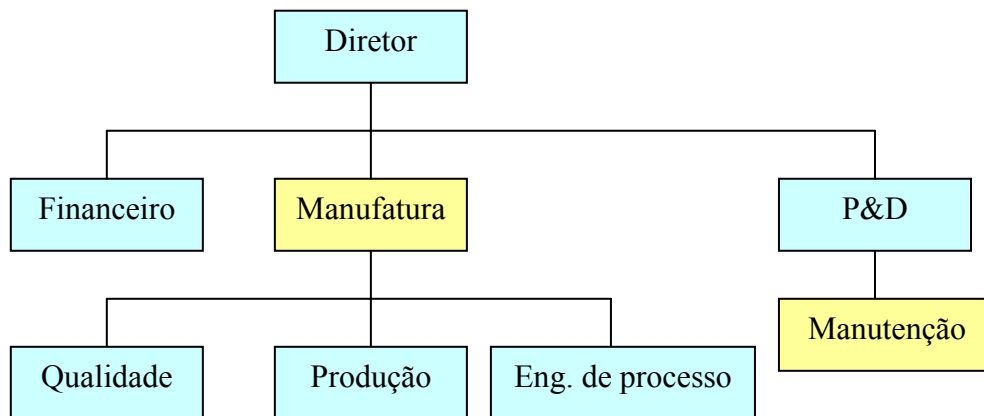 Diretor
Financeiro
Manufatura
P&D
Manutenção
Qualidade
Produção
Eng. de processo